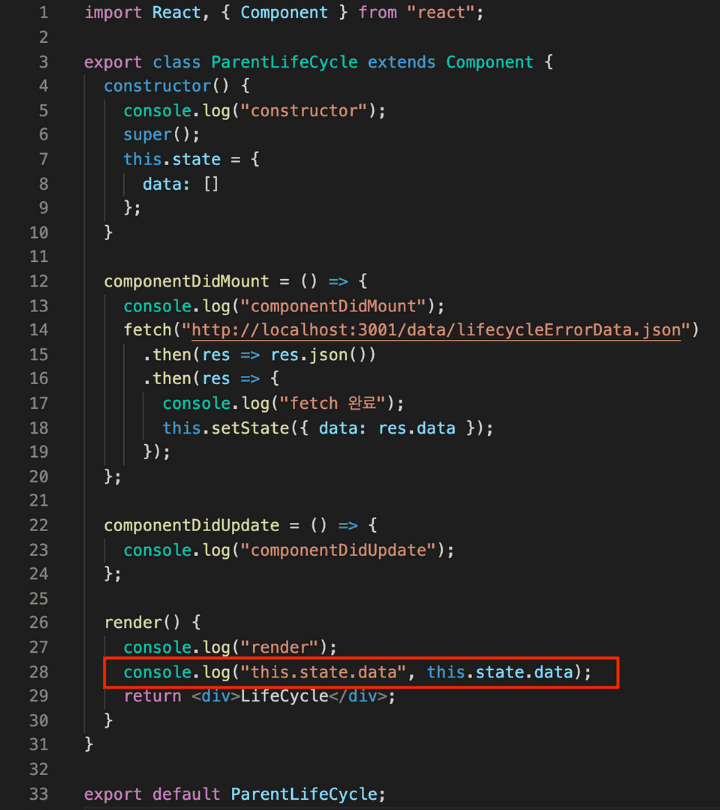 1 import React, { Component } from "react";
2
3 export class ParentLifeCycle extends Component {
4   constructor() {
5     console.log("constructor");
6     super();
7     this.state = {
8       data: []
9     };
10   }
11
12   componentDidMount = () => {
13     console.log("componentDidMount");
14     fetch("http://localhost:3001/data/lifecycleErrorData.json")
15       .then(res => res.json())
16       .then(res => {
17         console.log("fetch 완료");
18         this.setState({ data: res.data });
19       });
20   };
21
22   componentDidUpdate = () => {
23     console.log("componentDidUpdate");
24   };
25
26   render() {
27     console.log("render");
28     console.log("this.state.data", this.state.data);
29     return <div>LifeCycle</div>;
30   }
31 }
32
33 export default ParentLifeCycle;